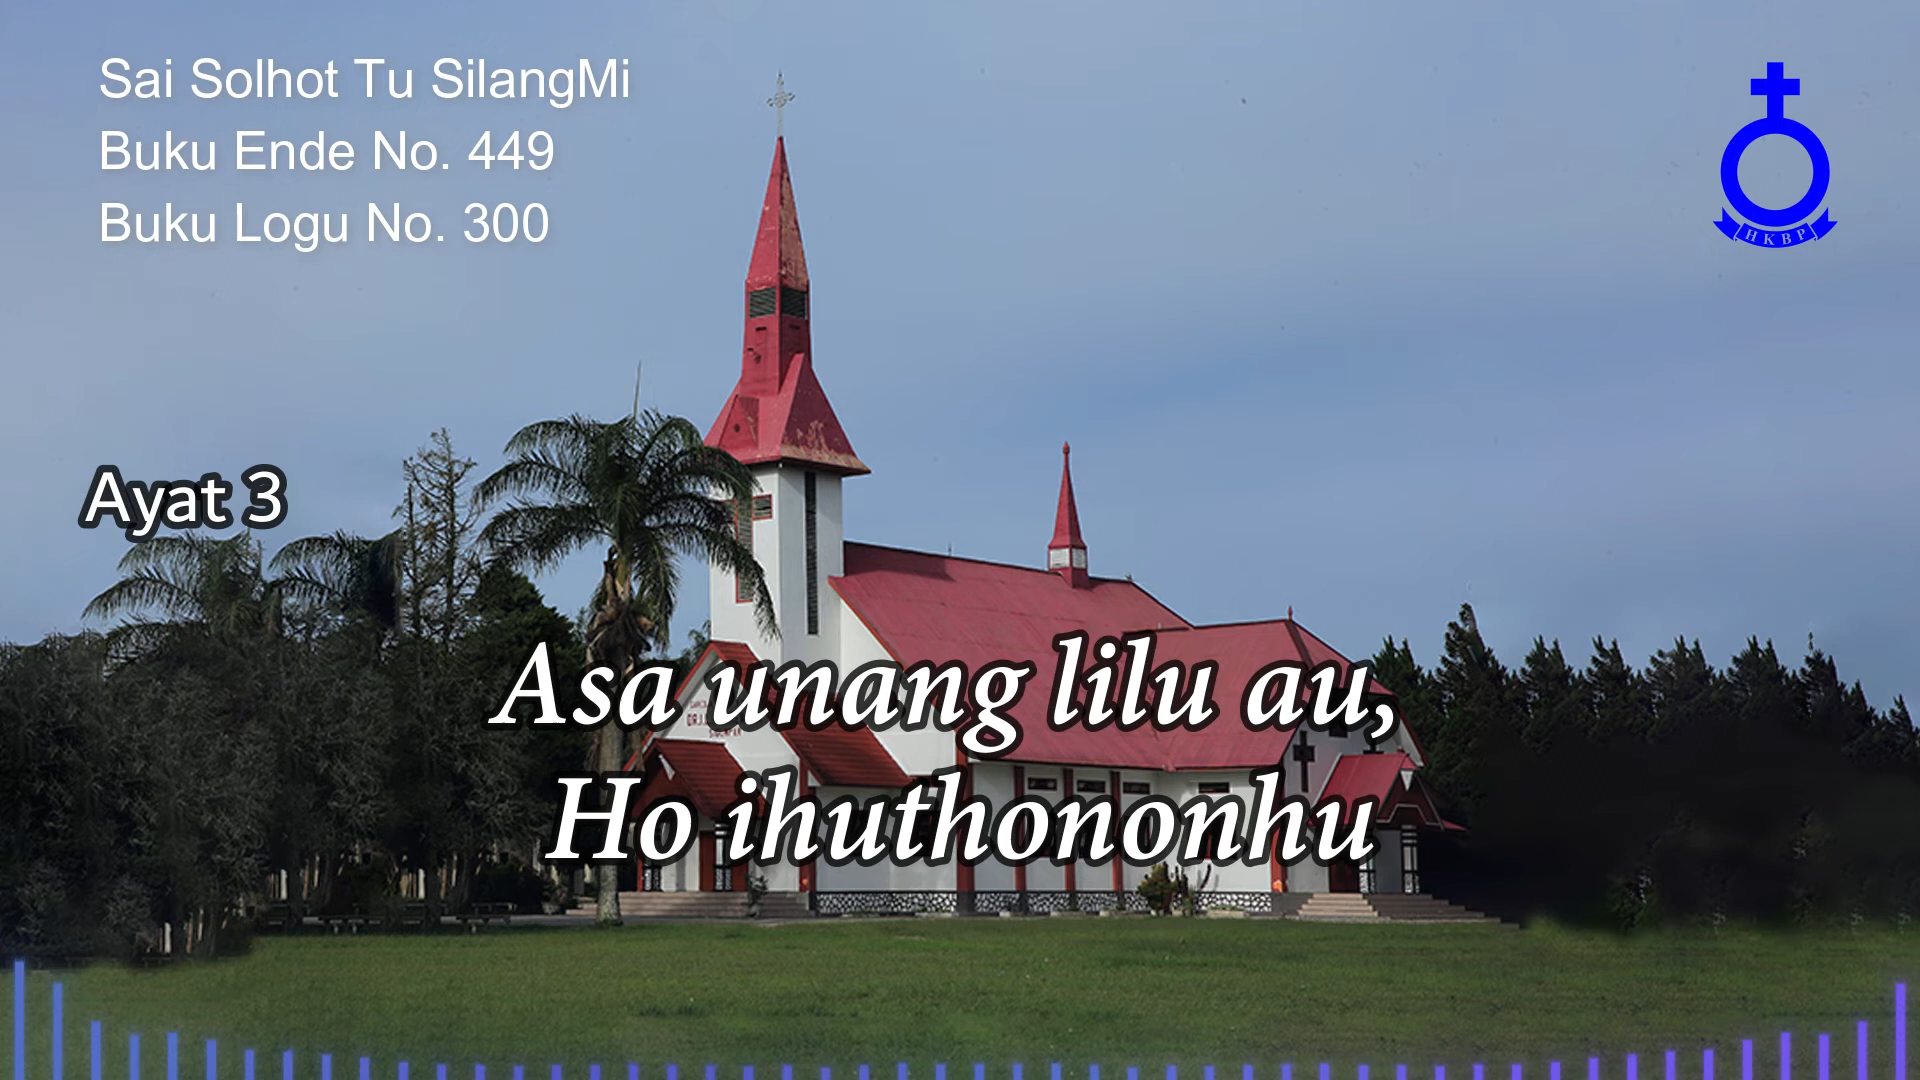 Sai Solhot Tu SilangMi
Buku Ende No. 449
Buku Logu No. 300
HKBP
Ayat 3
Asa unang lilu au,
Ho ihuthononhu